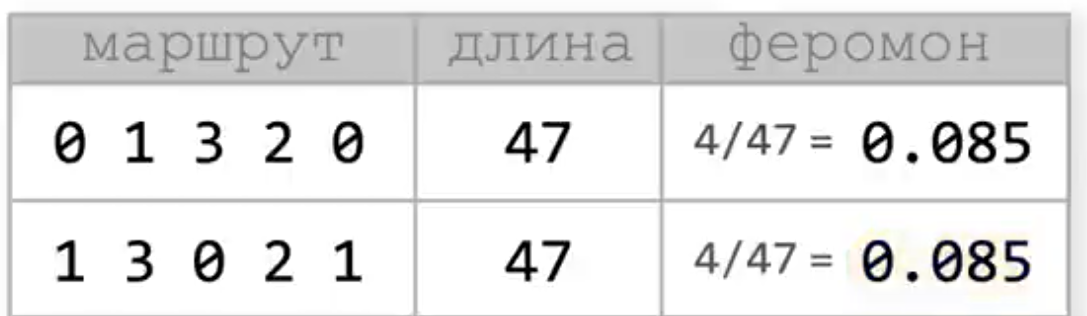 маршрут длина феромон
0 1 3 2 0 47 4/47 = 0.085
1 3 0 2 1 47 4/47 = 0.085